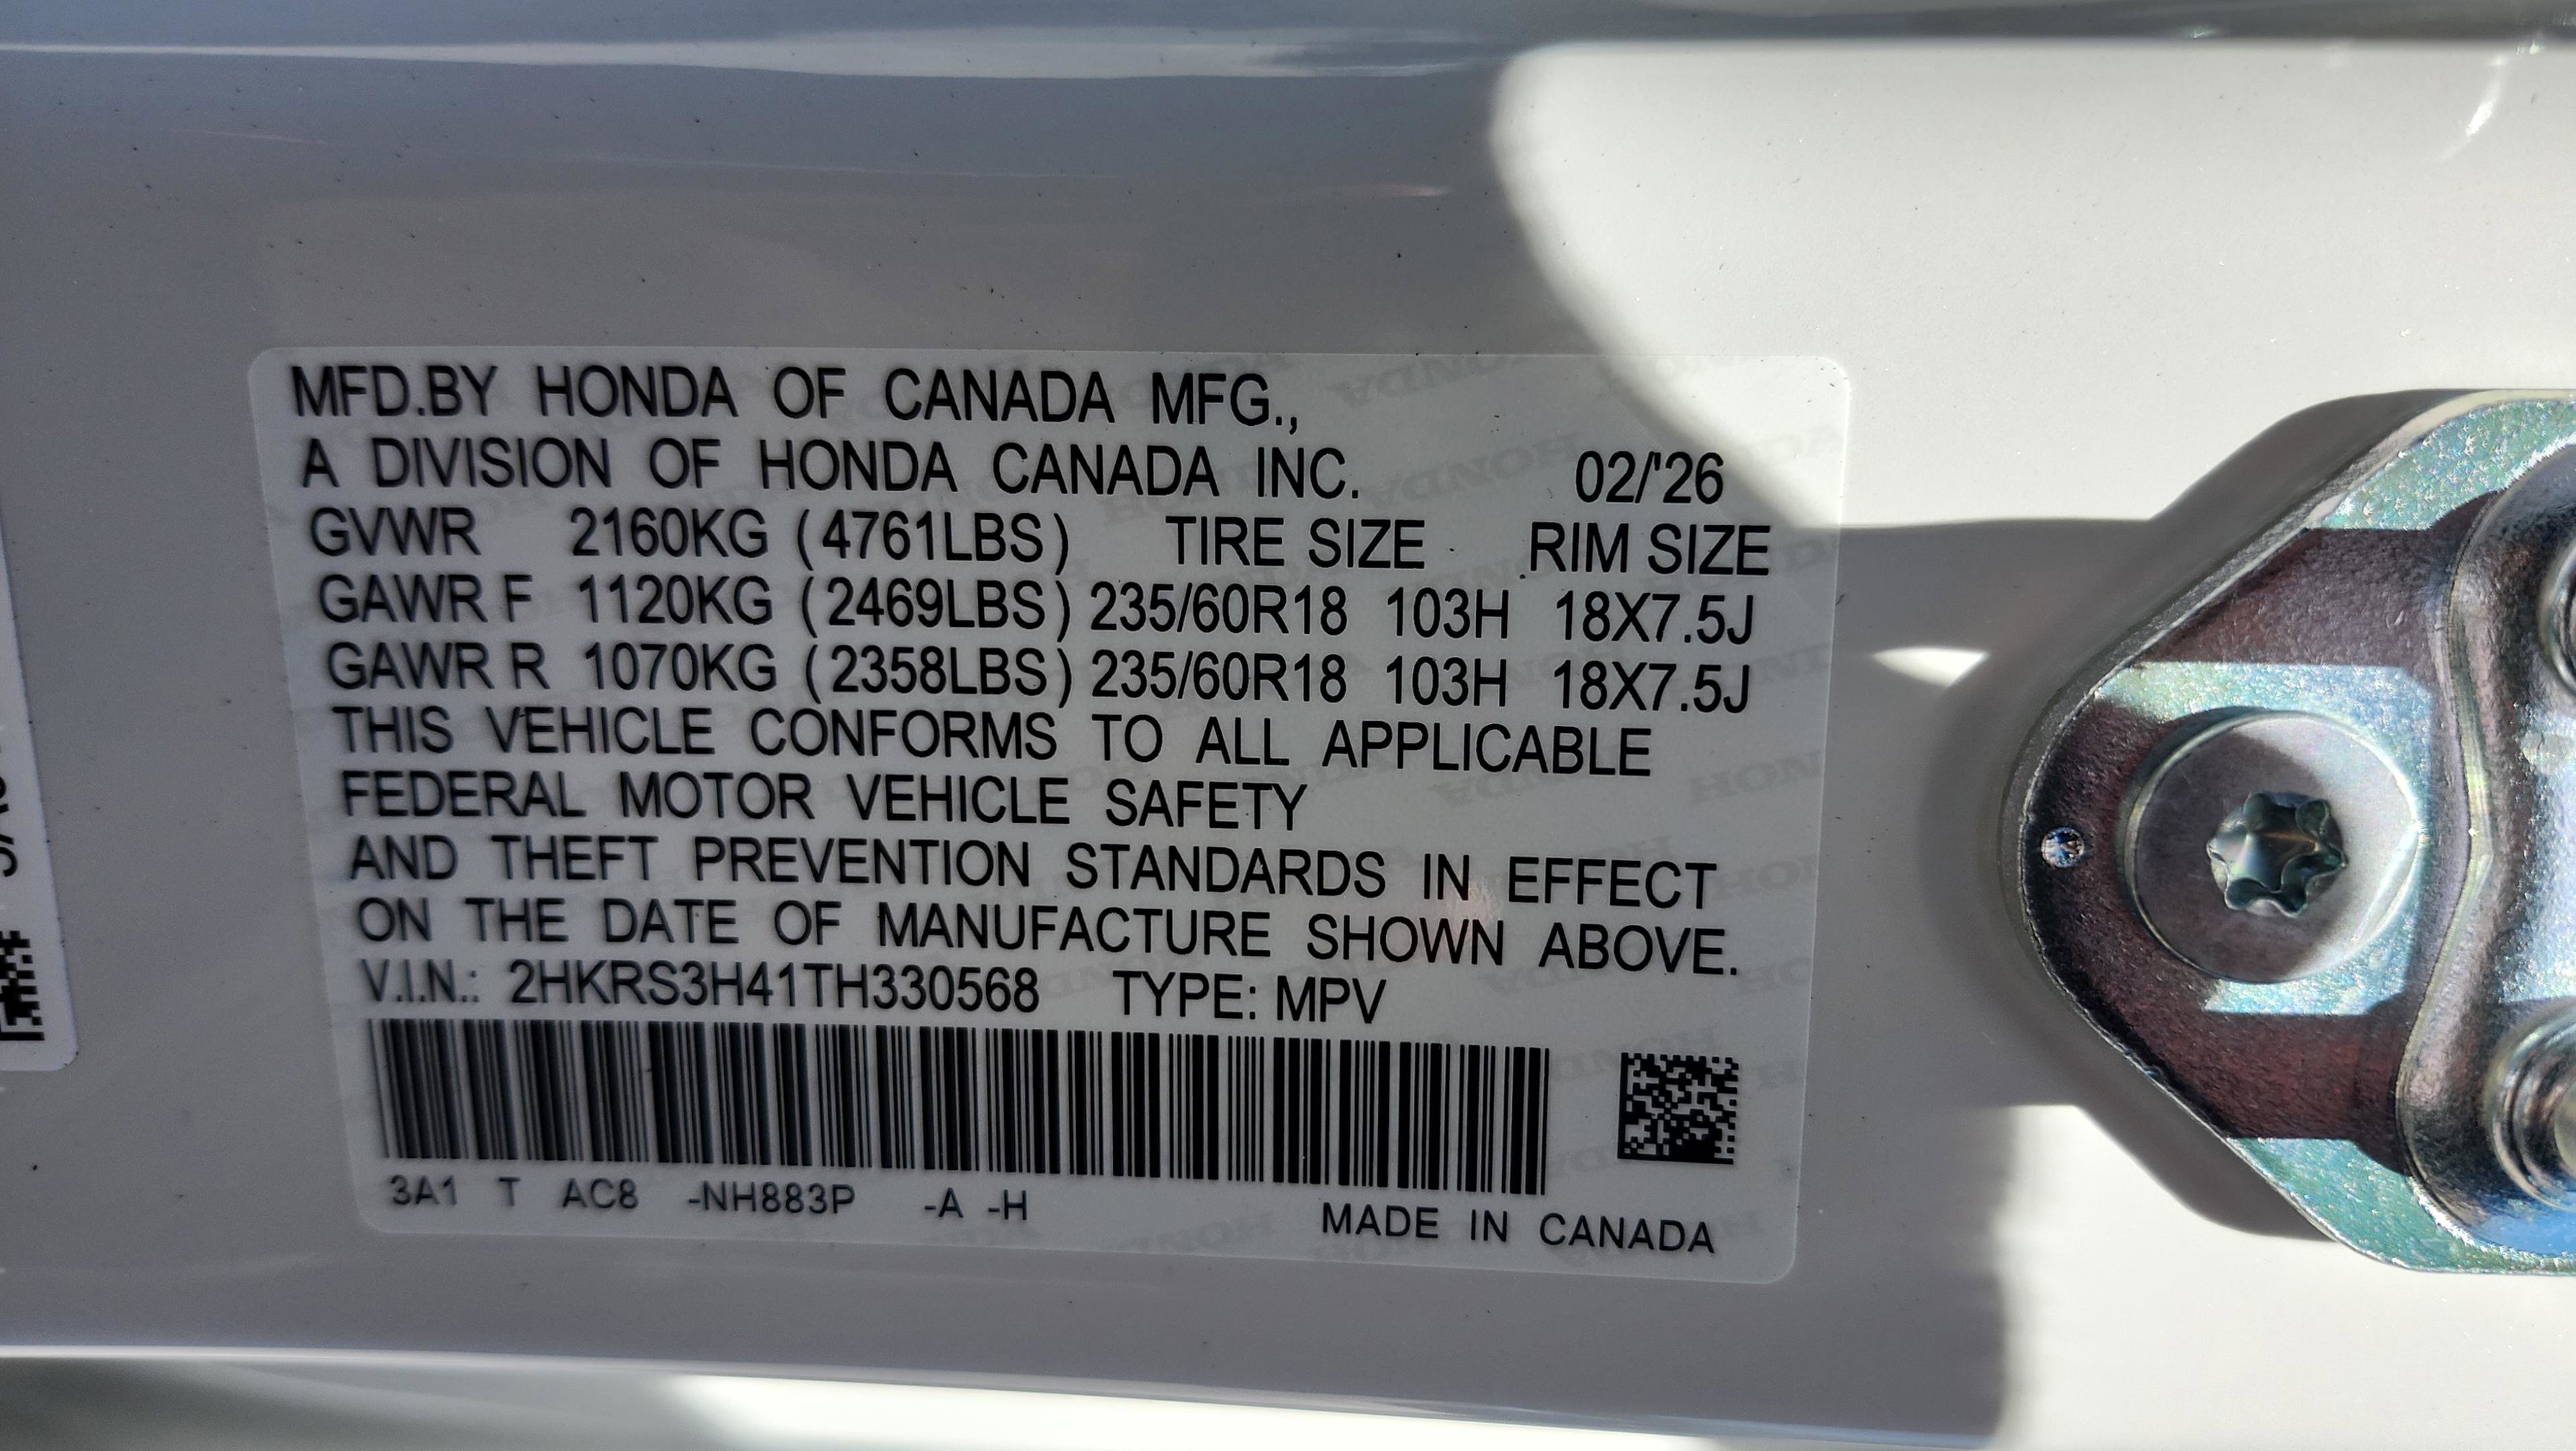 MFD.BY HONDA OF CANADA MFG.,
A DIVISION OF HONDA CANADA INC. 02/'26
GVWR 2160KG (4761LBS) TIRE SIZE RIM SIZE
GAWR F 1120KG (2469LBS) 235/60R18 103H 18X7.5J
GAWR R 1070KG (2358LBS) 235/60R18 103H 18X7.5J
THIS VEHICLE CONFORMS TO ALL APPLICABLE
FEDERAL MOTOR VEHICLE SAFETY
AND THEFT PREVENTION STANDARDS IN EFFECT
ON THE DATE OF MANUFACTURE SHOWN ABOVE.
V.I.N.: 2HKRS3H41TH330568 TYPE: MPV
3A1 T AC8 -NH883P -A -H
MADE IN CANADA